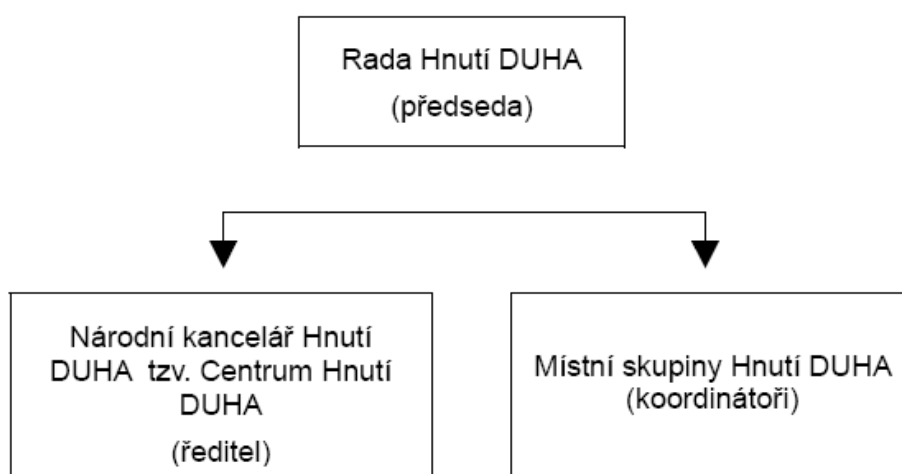 Rada Hnutí DUHA
(předseda)
Národní kancelář Hnutí
DUHA tzv. Centrum Hnutí
DUHA
(ředitel)
Místní skupiny Hnutí DUHA
(koordinátoři)